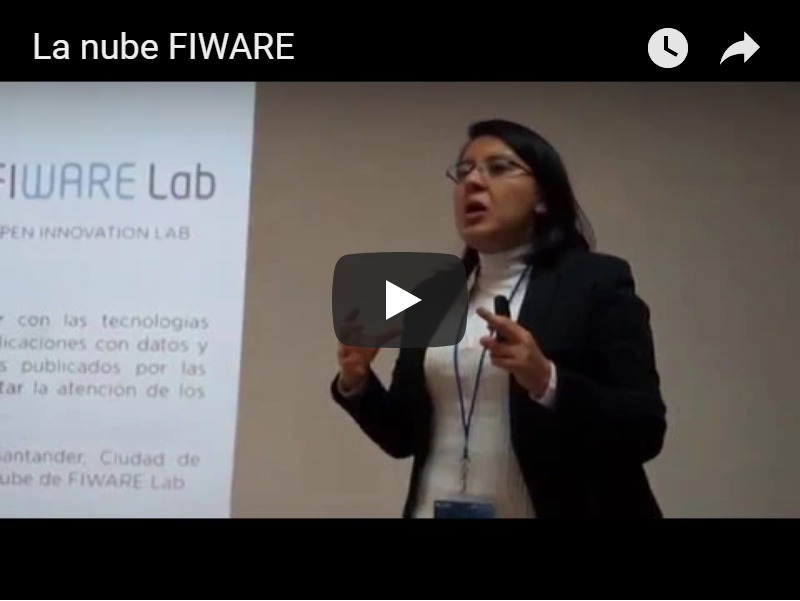 La nube FIWARE
FIWARE Lab
PEN INNOVATION LAB
con las tecnologías
licaciones con datos y
s publicados por las
tar la atención de los
Santander, Ciudad de
ube de FIWARE Lab